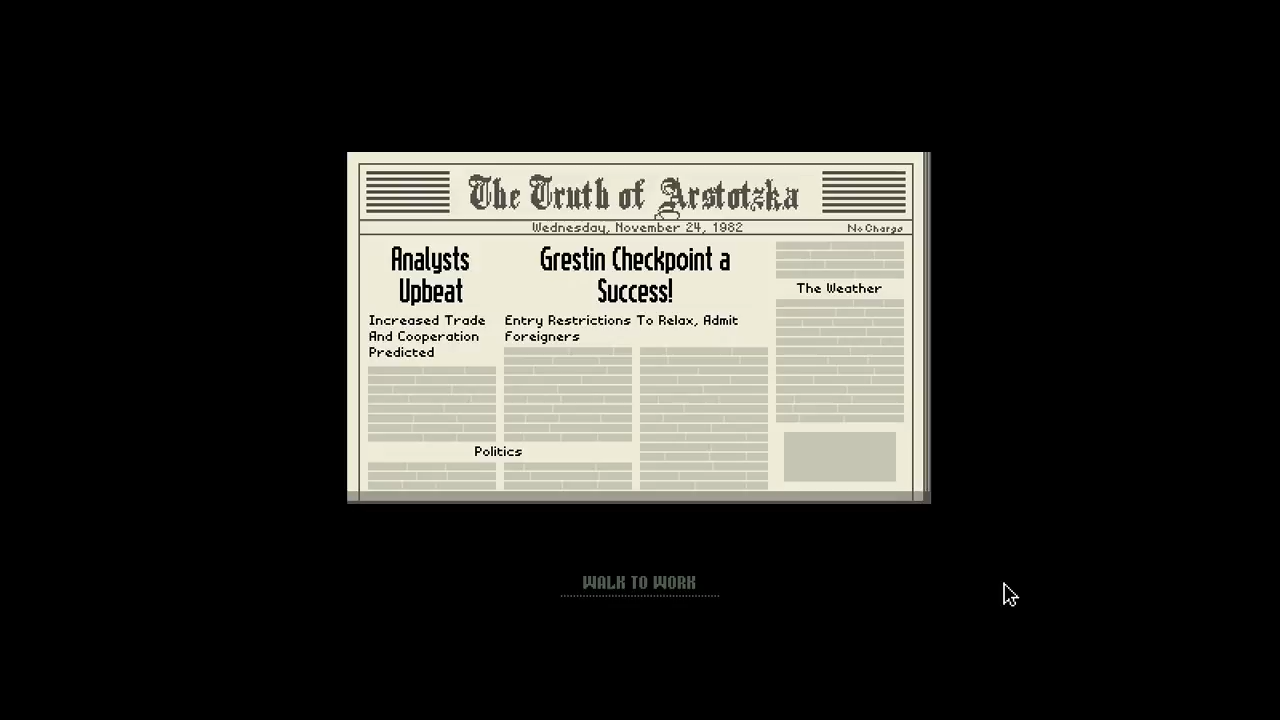 The Truth of Arstotzka
Wednesday, November 24, 1982
No Charge
Analysts
Upbeat
Increased Trade
And Cooperation
Predicted
Grestin Checkpoint a
Success!
Entry Restrictions To Relax, Admit
Foreigners
The Weather
Politics
WALK TO WORK